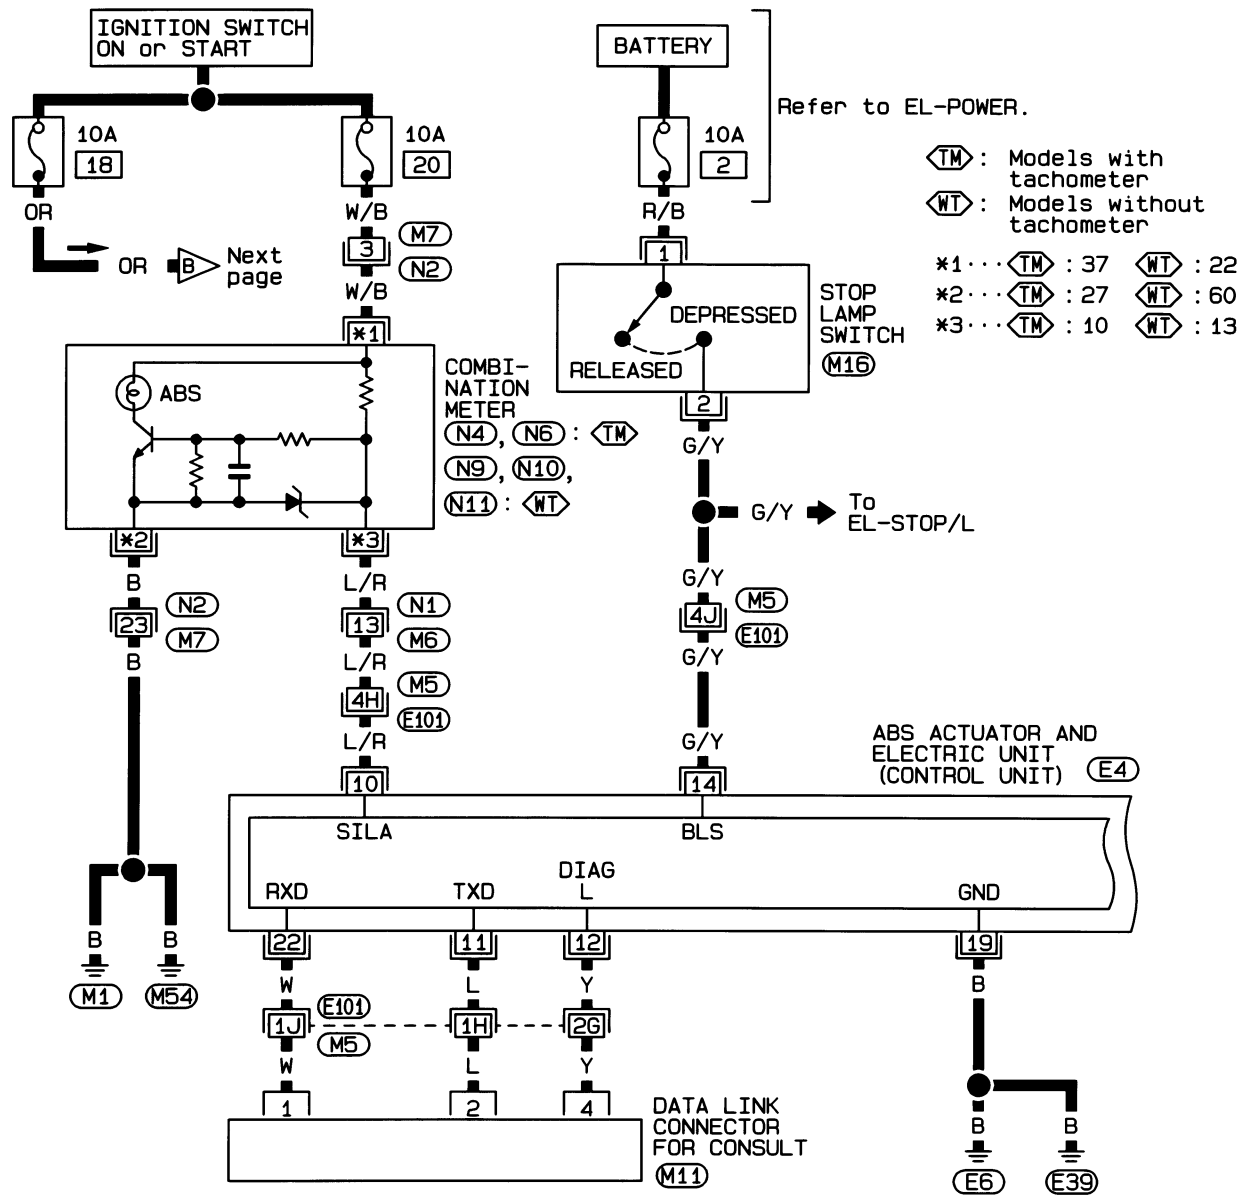 IGNITION SWITCH
ON or START
BATTERY
Refer to EL-POWER.
10A
18
10A
20
10A
2
TM : Models with
tachometer
WT : Models without
tachometer
*1··· TM : 37 WT : 22
*2··· TM : 27 WT : 60
*3··· TM : 10 WT : 13
OR
OR
B
Next
page
W/B
3
M7
N2
W/B
*1
R/B
1
DEPRESSED
RELEASED
STOP
LAMP
SWITCH
M16
2
ABS
COMBI-
NATION
METER
N4, N6 : TM
N9, N10,
N11 : WT
G/Y
G/Y
To
EL-STOP/L
*2
*3
B
L/R
G/Y
23
N2
M7
13
N1
M6
4J
M5
E101
B
L/R
G/Y
4H
M5
E101
L/R
G/Y
10
14
ABS ACTUATOR AND
ELECTRIC UNIT
(CONTROL UNIT)
E4
SILA
BLS
RXD
TXD
DIAG
L
GND
22
11
12
19
B
B
M1
M54
W
L
Y
B
1J
E101
M5
1H
2G
W
L
Y
1
2
4
DATA LINK
CONNECTOR
FOR CONSULT
M11
B
B
E6
E39